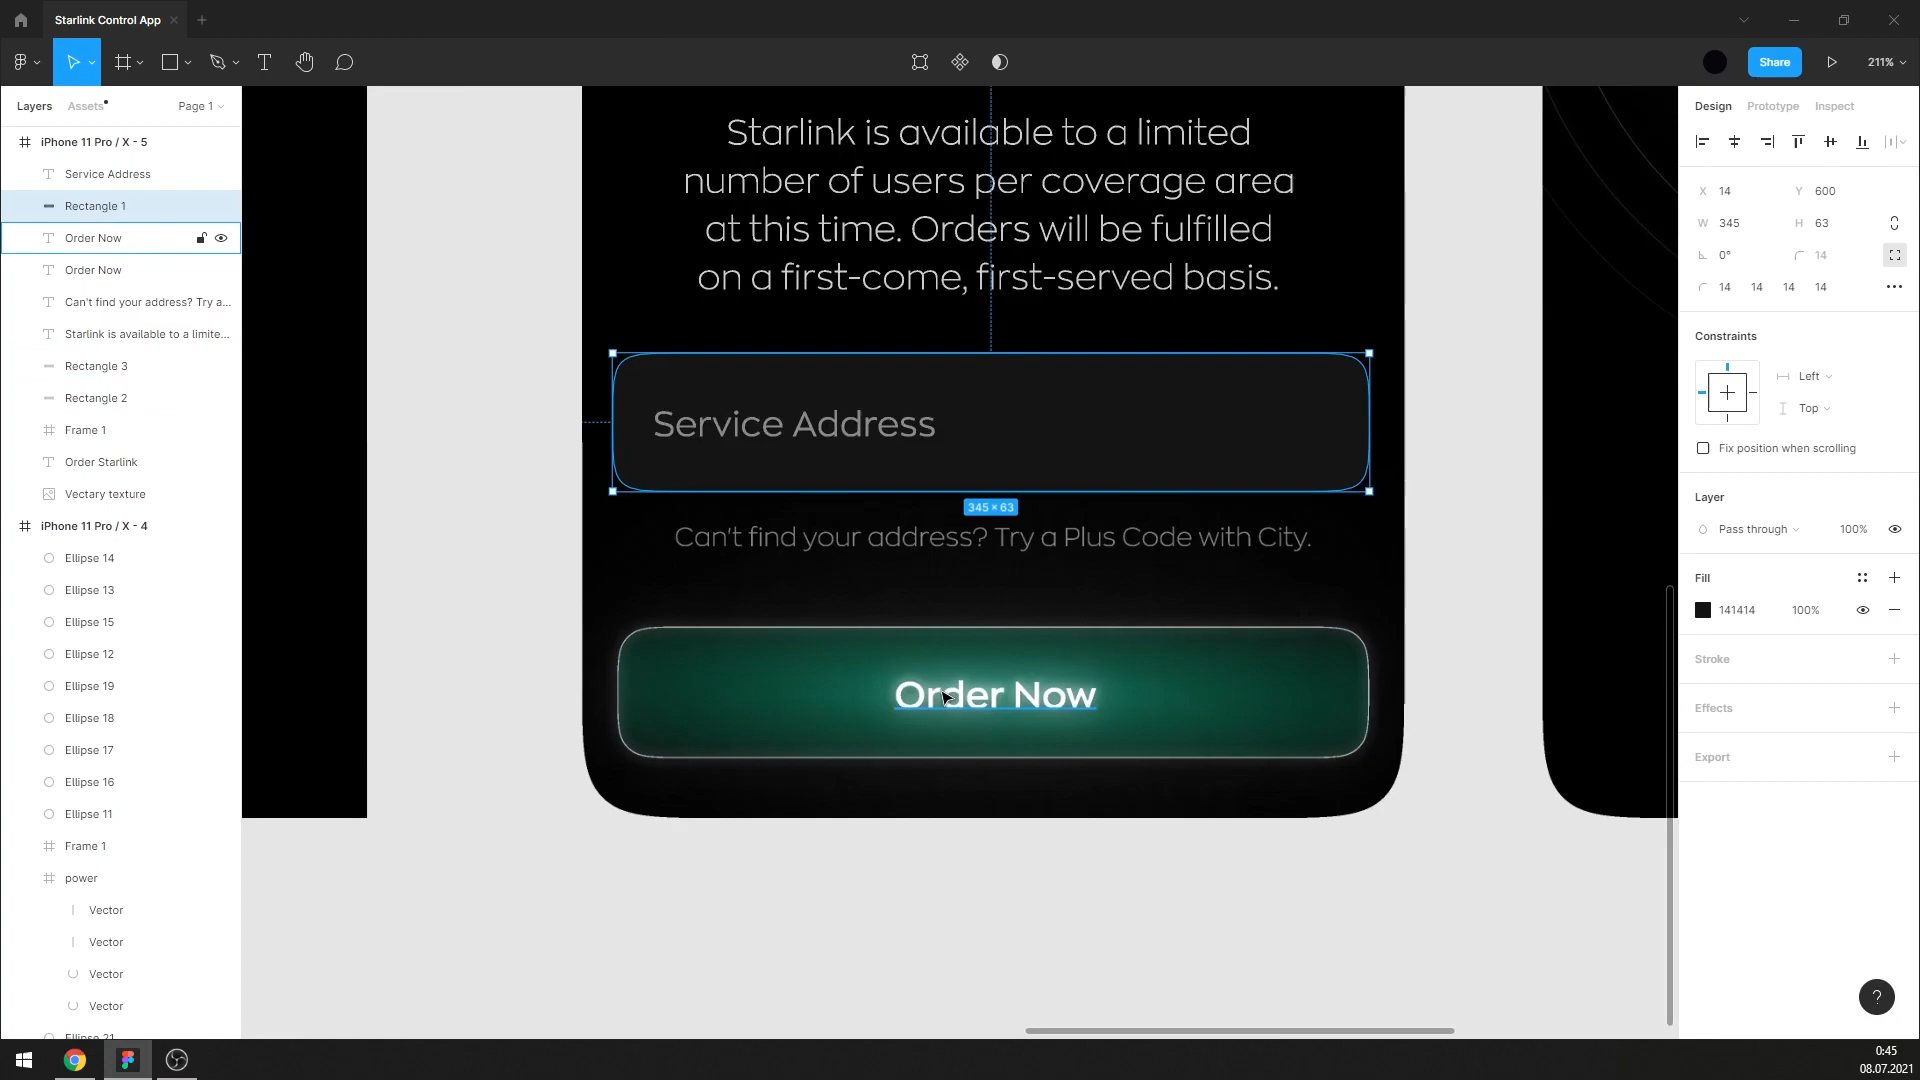 Starlink Control App
Share
211%
Layers
Assets
Page 1
Design
Prototype
Inspect
iPhone 11 Pro / X - 5
Service Address
Rectangle 1
Order Now
Order Now
Can't find your address? Try a...
Starlink is available to a limite...
Rectangle 3
Rectangle 2
Frame 1
Order Starlink
Vectary texture
iPhone 11 Pro / X - 4
Ellipse 14
Ellipse 13
Ellipse 15
Ellipse 12
Ellipse 19
Ellipse 18
Ellipse 17
Ellipse 16
Ellipse 11
Frame 1
power
Vector
Vector
Vector
Vector
Ellipse 21
Starlink is available to a limited
number of users per coverage area
at this time. Orders will be fulfilled
on a first-come, first-served basis.
Service Address
345 × 63
Can't find your address? Try a Plus Code with City.
Order Now
X 14 Y 600
W 345 H 63
0° 14
14 14 14 14
Constraints
Left
Top
Fix position when scrolling
Layer
Pass through 100%
Fill
141414 100%
Stroke
Effects
Export
?
0:45
08.07.2021